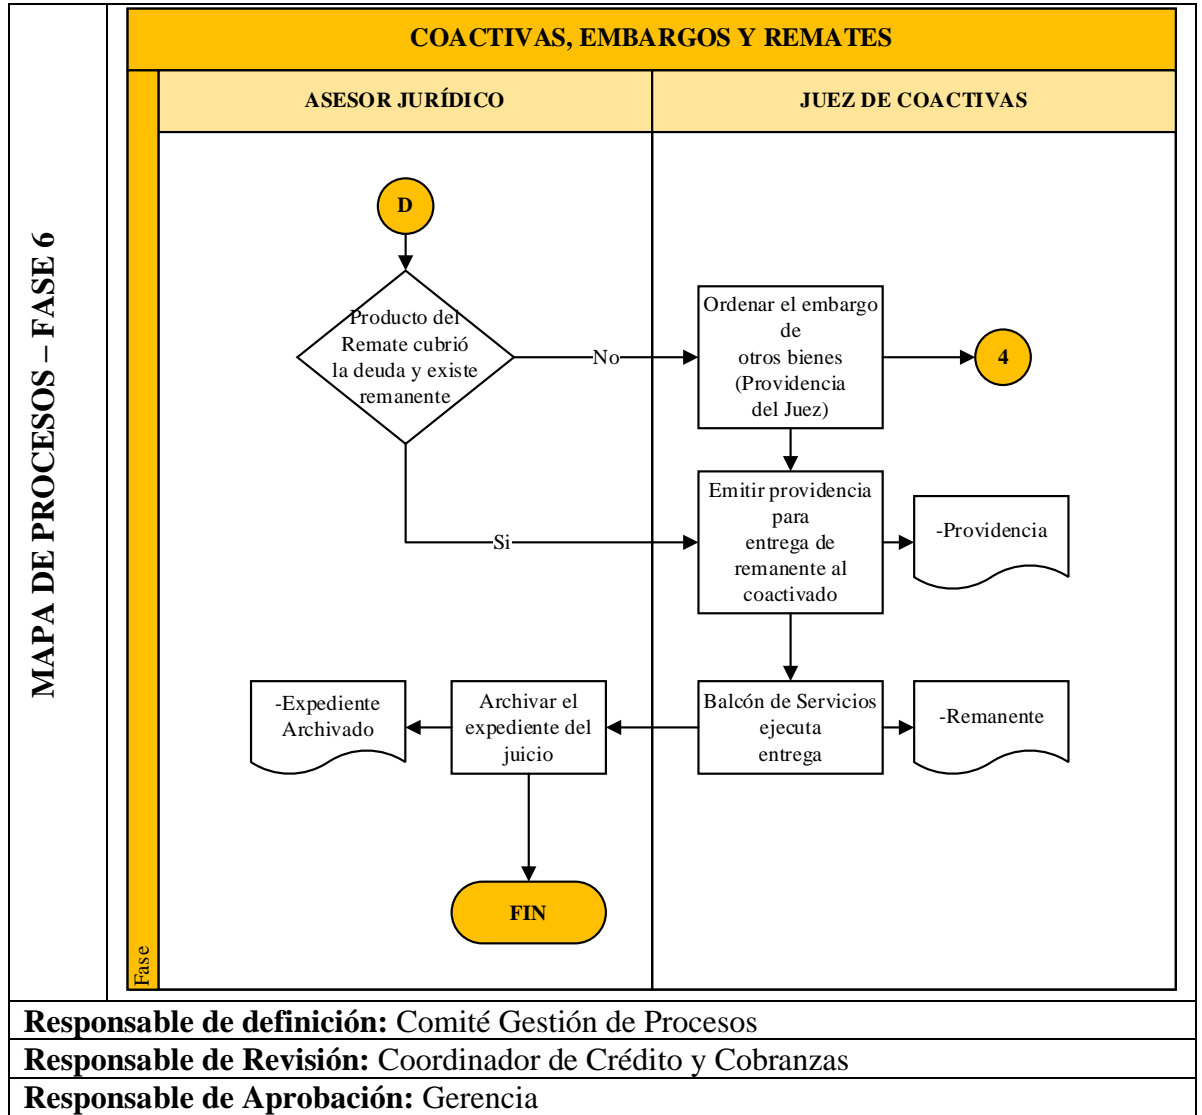 MAPA DE PROCESOS – FASE 6
COACTIVAS, EMBARGOS Y REMATES
ASESOR JURÍDICO
JUEZ DE COACTIVAS
Fase
D
Producto del
Remate cubrió
la deuda y existe
remanente
No
Ordenar el embargo
de
otros bienes
(Providencia
del Juez)
4
Si
Emitir providencia
para
entrega de
remanente al
coactivado
-Providencia
-Expediente
Archivado
Archivar el
expediente del
juicio
Balcón de Servicios
ejecuta
entrega
-Remanente
FIN
Responsable de definición: Comité Gestión de Procesos
Responsable de Revisión: Coordinador de Crédito y Cobranzas
Responsable de Aprobación: Gerencia